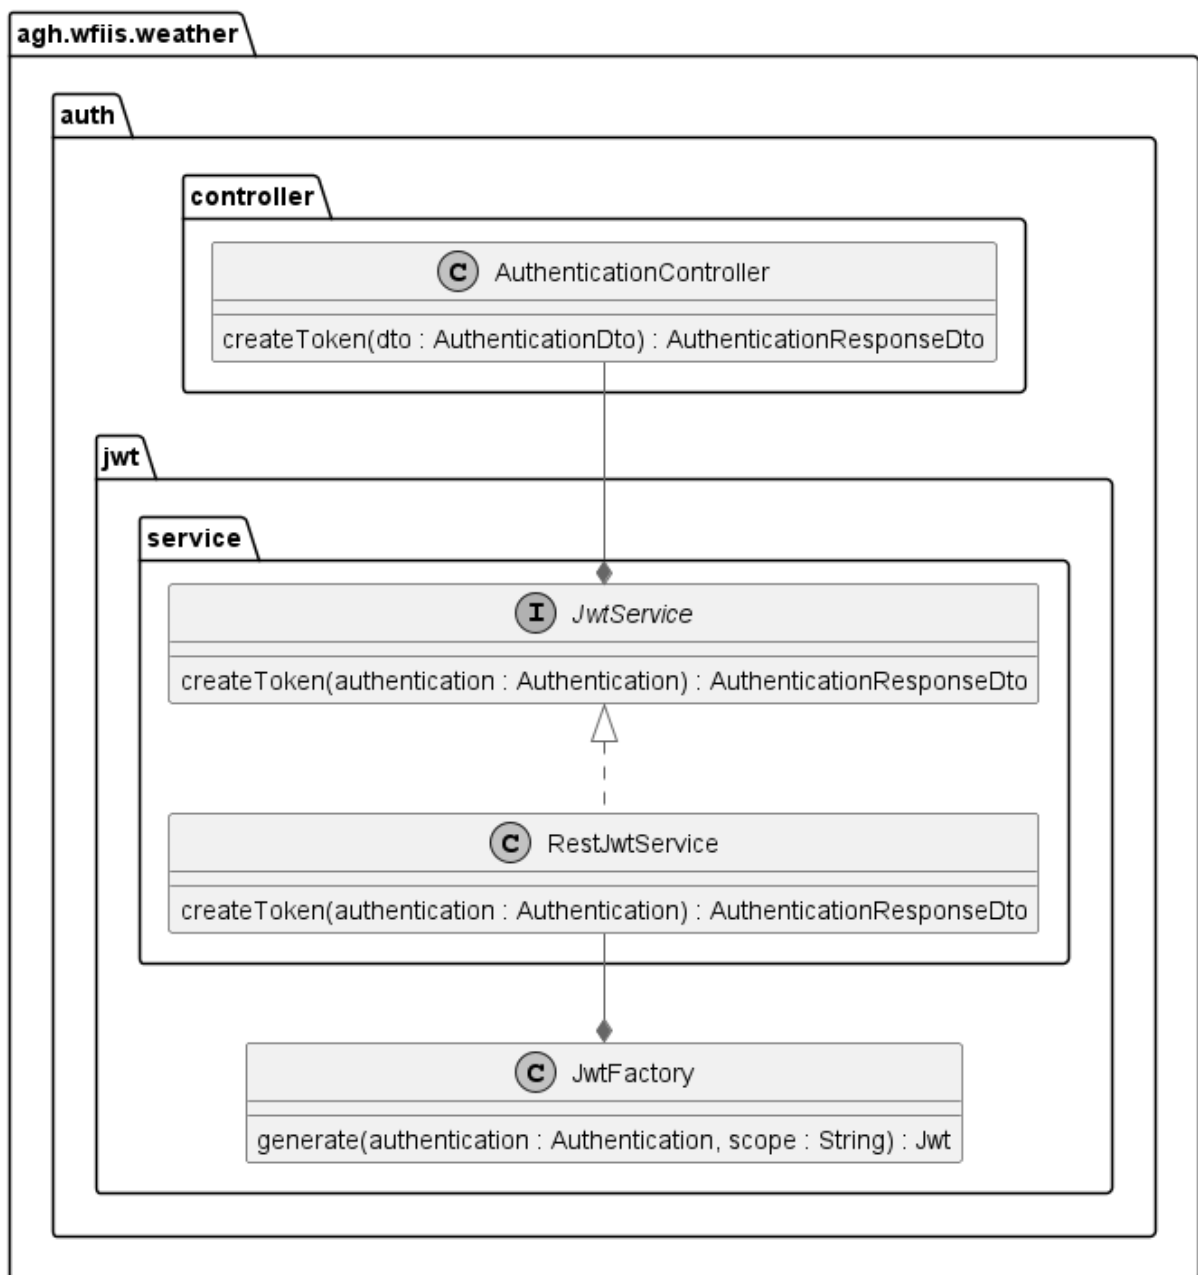 agh.wfiis.weather
auth
controller
C AuthenticationController
createToken(dto : AuthenticationDto) : AuthenticationResponseDto
jwt
service
I JwtService
createToken(authentication : Authentication) : AuthenticationResponseDto
C RestJwtService
createToken(authentication : Authentication) : AuthenticationResponseDto
C JwtFactory
generate(authentication : Authentication, scope : String) : Jwt